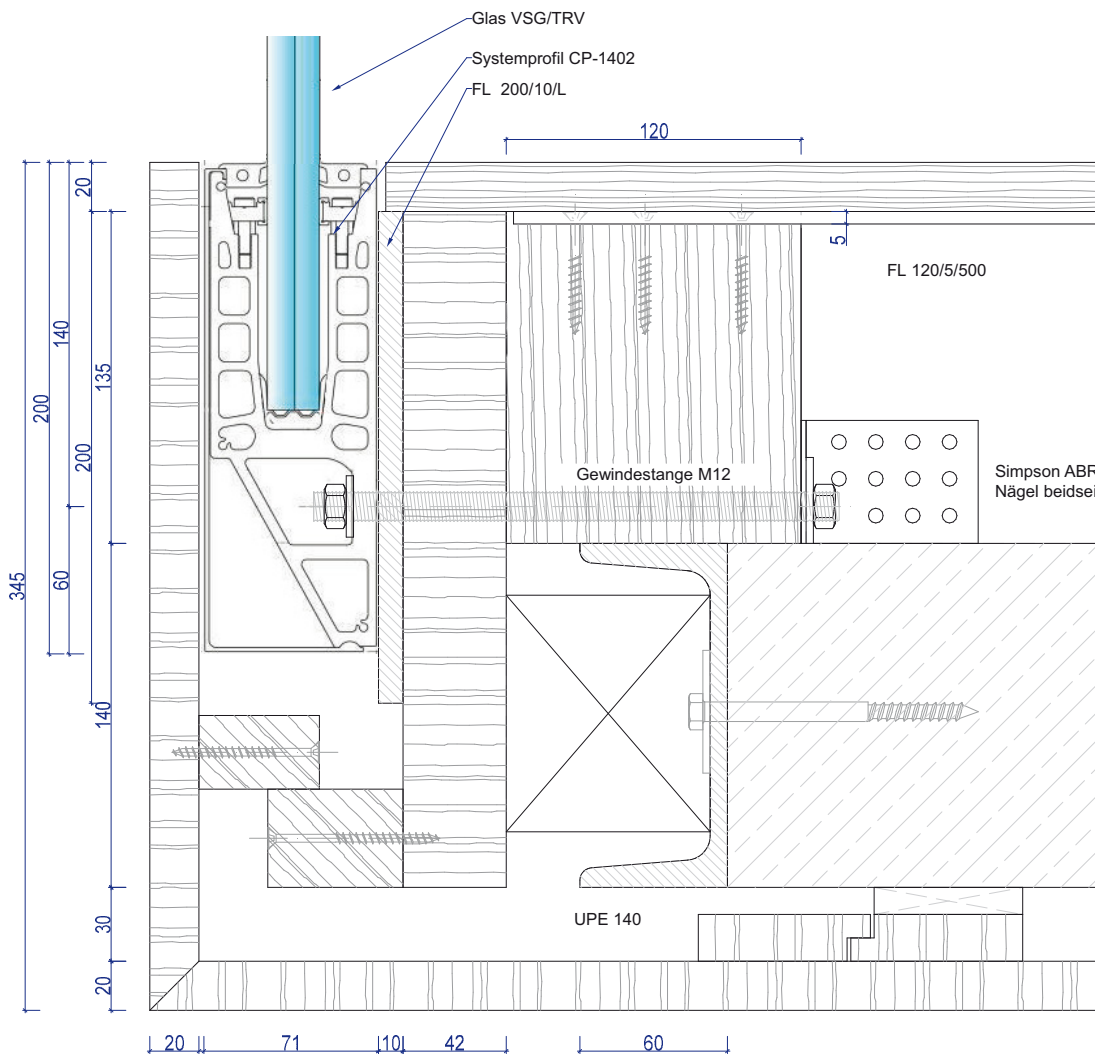 Glas VSG/TRV
Systemprofil CP-1402
FL 200/10/L
120
20
5
FL 120/5/500
140
135
200
200
Gewindestange M12
Simpson ABR
Nägel beidsei
345
60
140
UPE 140
30
20
20
71
10
42
60